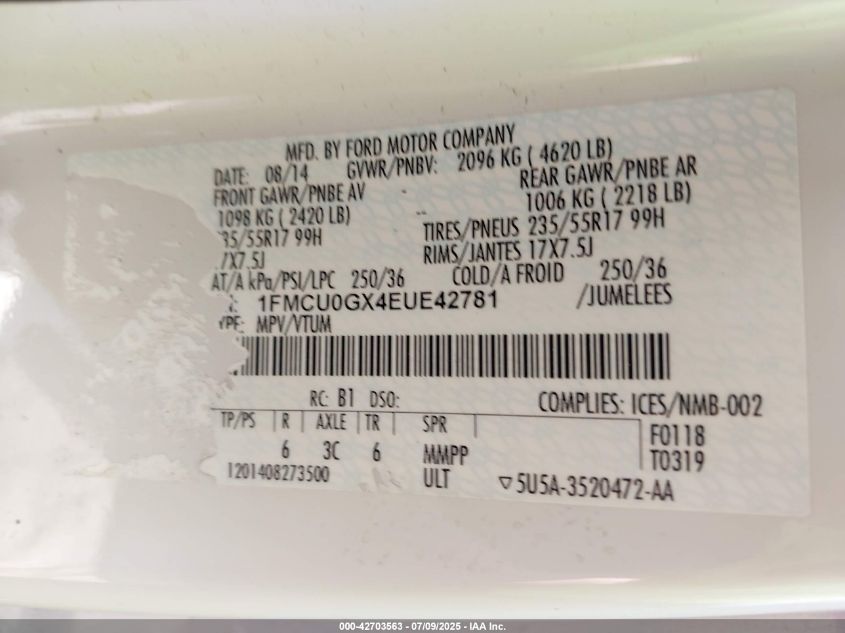 MFD. BY FORD MOTOR COMPANY
DATE: 08/14 GVWR/PNBV: 2096 KG ( 4620 LB)
FRONT GAWR/PNBE AV REAR GAWR/PNBE AR
1098 KG ( 2420 LB) 1006 KG ( 2218 LB)
35/55R17 99H TIRES/PNEUS 235/55R17 99H
7X7.5J RIMS/JANTES 17X7.5J
AT/A kPa/PSI/LPC 250/36 COLD/A FROID 250/36
1FMCU0GX4EUE42781 /JUMELEES
YPE: MPV/VTUM
RC: B1 DSO: COMPLIES: ICES/NMB-002
TP/PS R AXLE TR SPR F0118
6 3C 6 MMPP T0319
1201408273500 ULT ▽5U5A-3520472-AA
000-42703563 - 07/09/2025 - IAA Inc.